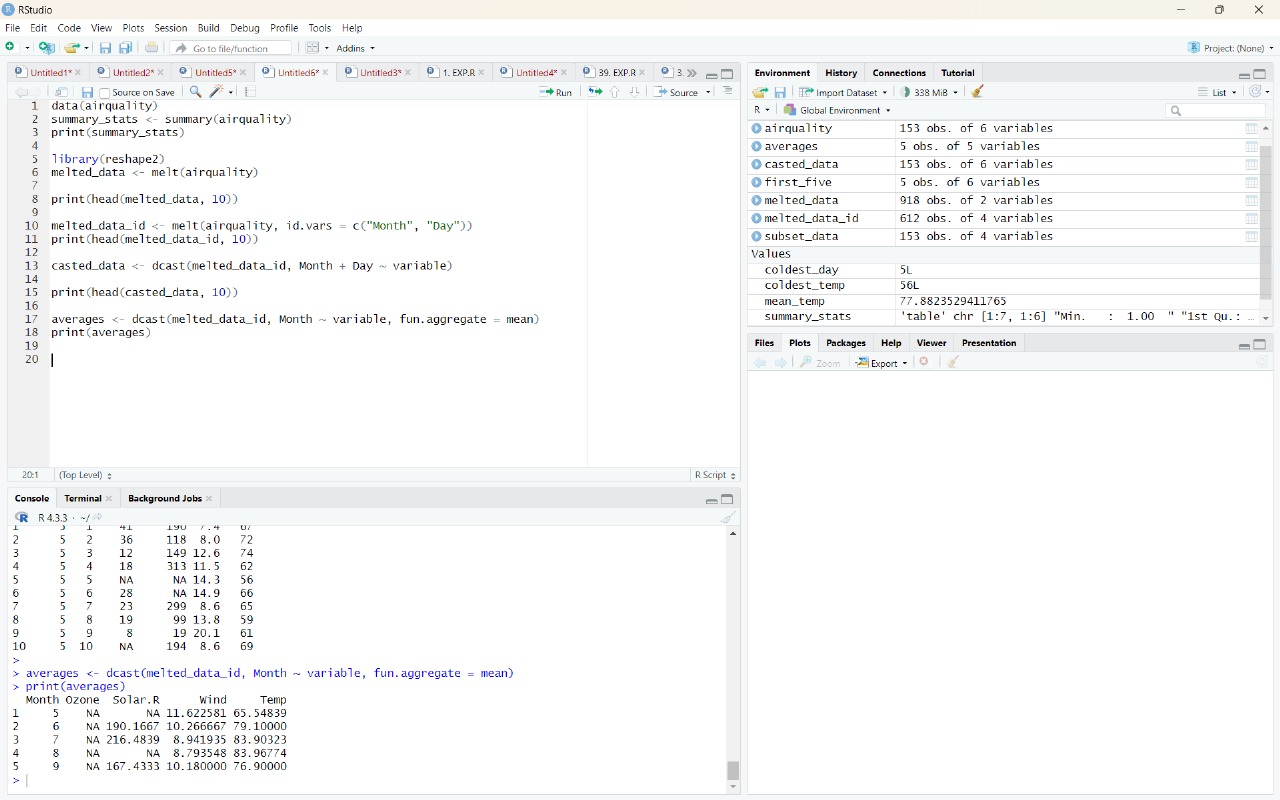 RStudio
File Edit Code View Plots Session Build Debug Profile Tools Help
Go to file/function Addins Project: (None)
Untitled1* Untitled2* Untitled5* Untitled6* Untitled3* 1. EXP.R Untitled4* 39. EXP.R 3.
Source on Save Run Source
1 data(airquality)
2 summary_stats <- summary(airquality)
3 print(summary_stats)
4
5 library(reshape2)
6 melted_data <- melt(airquality)
7
8 print(head(melted_data, 10))
9
10 melted_data_id <- melt(airquality, id.vars = c("Month", "Day"))
11 print(head(melted_data_id, 10))
12
13 casted_data <- dcast(melted_data_id, Month + Day ~ variable)
14
15 print(head(casted_data, 10))
16
17 averages <- dcast(melted_data_id, Month ~ variable, fun.aggregate = mean)
18 print(averages)
19
20
20:1 (Top Level) R Script
Console Terminal Background Jobs
R 4.3.3 · ~/
1 5 1 41 190 7.4 67
2 5 2 36 118 8.0 72
3 5 3 12 149 12.6 74
4 5 4 18 313 11.5 62
5 5 5 NA NA 14.3 56
6 5 6 28 NA 14.9 66
7 5 7 23 299 8.6 65
8 5 8 19 99 13.8 59
9 5 9 8 19 20.1 61
10 5 10 NA 194 8.6 69
>
> averages <- dcast(melted_data_id, Month ~ variable, fun.aggregate = mean)
> print(averages)
Month Ozone Solar.R Wind Temp
1 5 NA NA 11.622581 65.54839
2 6 NA 190.1667 10.266667 79.10000
3 7 NA 216.4839 8.941935 83.90323
4 8 NA NA 8.793548 83.96774
5 9 NA 167.4333 10.180000 76.90000
>
Environment History Connections Tutorial
Import Dataset 338 MiB List
R Global Environment
airquality 153 obs. of 6 variables
averages 5 obs. of 5 variables
casted_data 153 obs. of 6 variables
first_five 5 obs. of 6 variables
melted_data 918 obs. of 2 variables
melted_data_id 612 obs. of 4 variables
subset_data 153 obs. of 4 variables
Values
coldest_day 5L
coldest_temp 56L
mean_temp 77.8823529411765
summary_stats 'table' chr [1:7, 1:6] "Min. : 1.00 " "1st Qu.: …
Files Plots Packages Help Viewer Presentation
Zoom Export